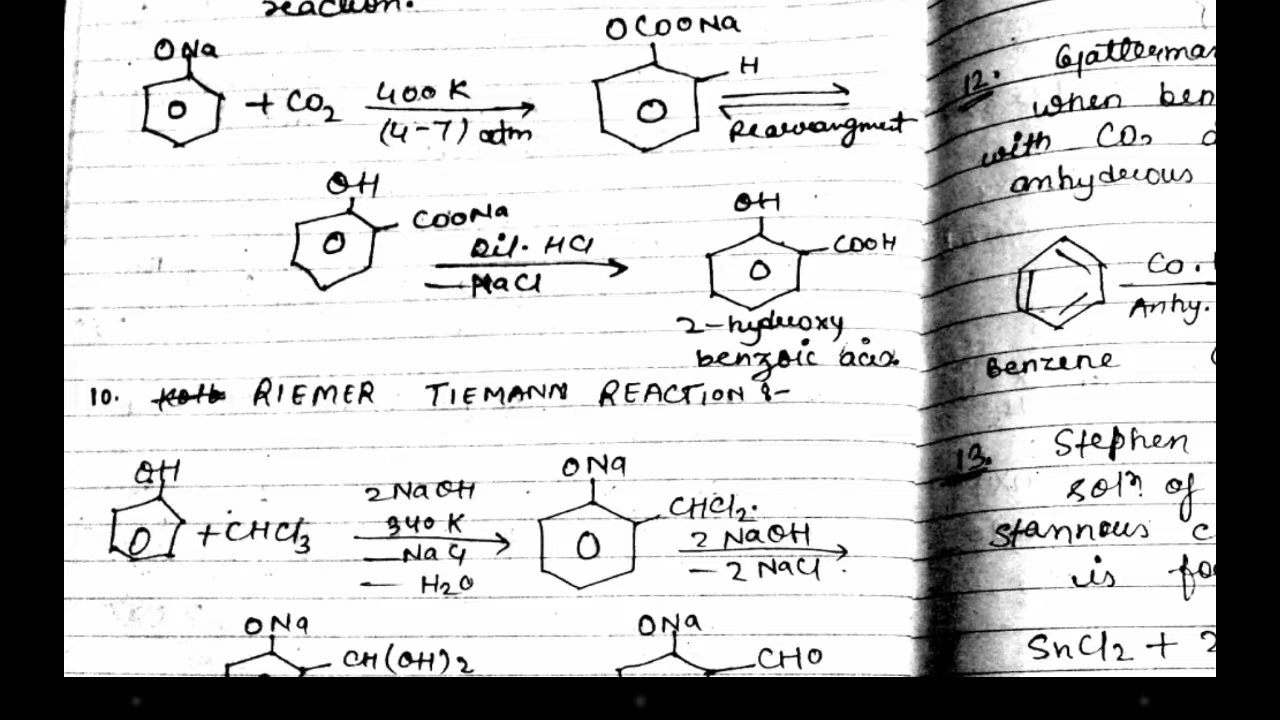 reaction.
ONa
+ CO2 400 K (4-7) atm
OCOONa
H
Rearrangment
OH
COONa
Dil. HCl
— NaCl
OH
COOH
2-hydroxy
benzoic acid
10. RIEMER TIEMANN REACTION :-
OH
+ CHCl3
2NaOH
340 K
— NaCl
— H2O
ONa
CHCl2.
2 NaOH
— 2 NaCl.
ONa
CH(OH)2
ONa
CHO
12. Gatterman
when ben
with CO2
anhyderous
Co.
Anhy.
Benzene
13. Stephen
solⁿ. of
stannous c
is fo
SnCl2 + 2